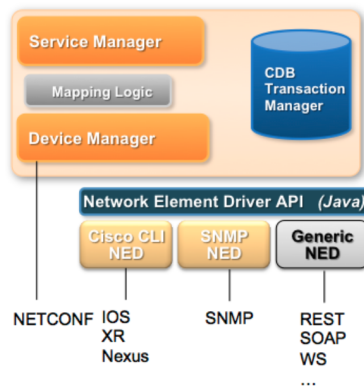 Service Manager
Mapping Logic
Device Manager
CDB
Transaction
Manager
Network Element Driver API (Java)
Cisco CLI
NED
SNMP
NED
Generic
NED
NETCONF
IOS
XR
Nexus
SNMP
REST
SOAP
WS
...